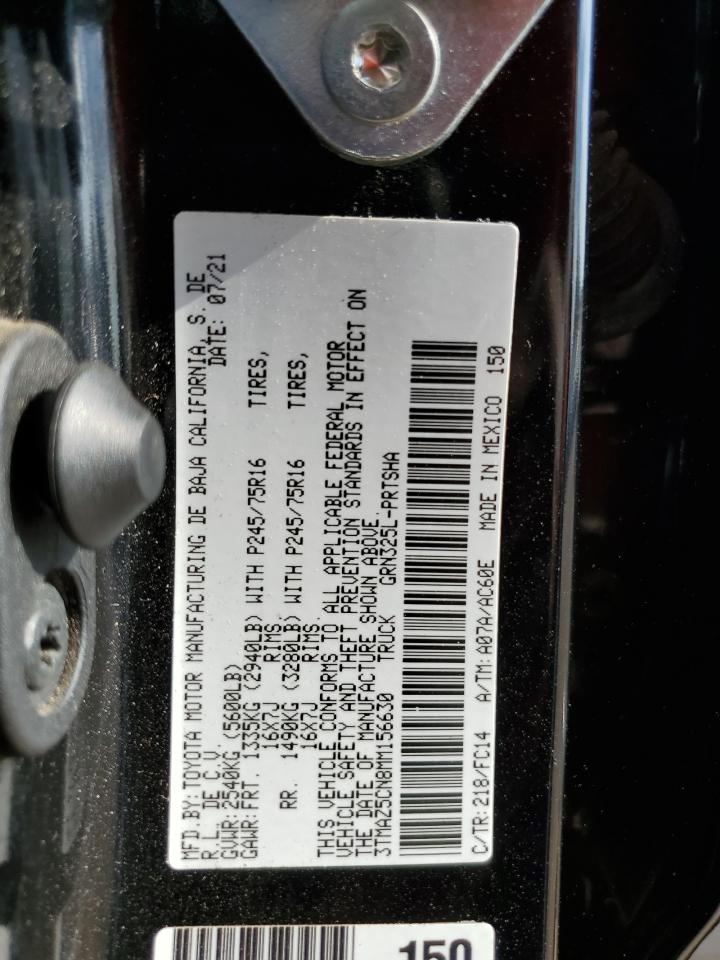 MFD.BY:TOYOTA MOTOR MANUFACTURING DE BAJA CALIFORNIA, S. DE
R.L. DE C.V. DATE: 07/21
GVWR:2540KG (5600LB)
GAWR:FRT. 1335KG (2940LB) WITH P245/75R16 TIRES,
16X7J RIMS.
RR. 1490KG (3280LB) WITH P245/75R16 TIRES,
16X7J RIMS.
THIS VEHICLE CONFORMS TO ALL APPLICABLE FEDERAL MOTOR
VEHICLE SAFETY AND THEFT PREVENTION STANDARDS IN EFFECT ON
THE DATE OF MANUFACTURE SHOWN ABOVE.
3TMAZ5CN8MM156630 TRUCK GRN325L-PRTSHA
C/TR:218/FC14 A/TM:A07A/AC60E MADE IN MEXICO 150
150